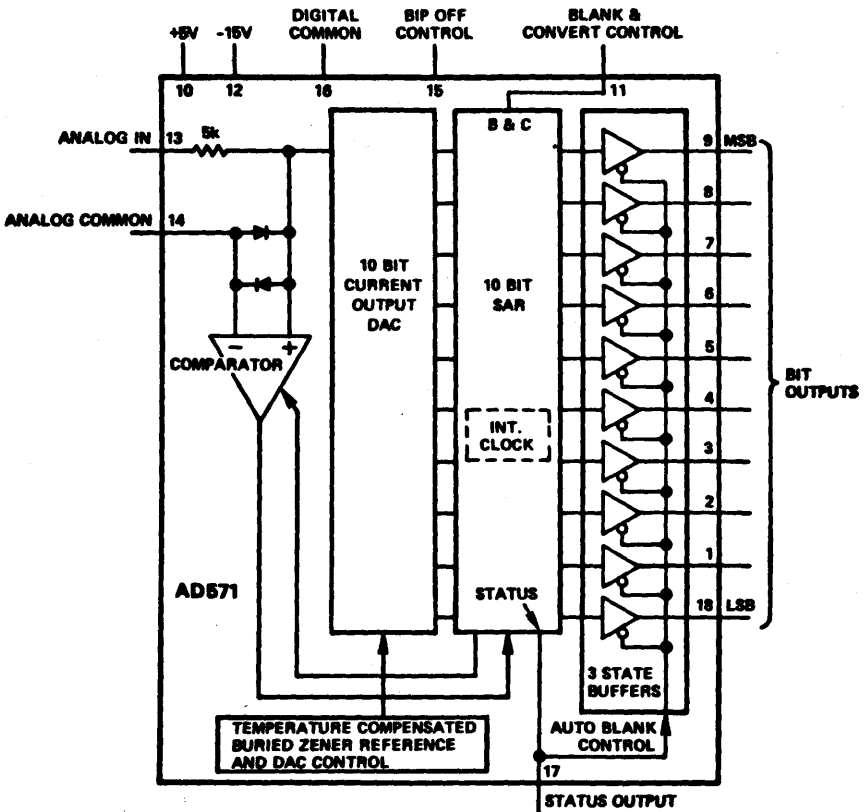 DIGITAL
COMMON
BIP OFF
CONTROL
BLANK &
CONVERT CONTROL
+5V
-15V
10
12
16
15
11
ANALOG IN
13
5k
B & C
9
MSB
8
ANALOG COMMON
14
7
10 BIT
CURRENT
OUTPUT
DAC
10 BIT
SAR
6
–
+
COMPARATOR
5
BIT
OUTPUTS
4
INT.
CLOCK
3
2
1
AD571
STATUS
18
LSB
3 STATE
BUFFERS
TEMPERATURE COMPENSATED
BURIED ZENER REFERENCE
AND DAC CONTROL
AUTO BLANK
CONTROL
17
STATUS OUTPUT